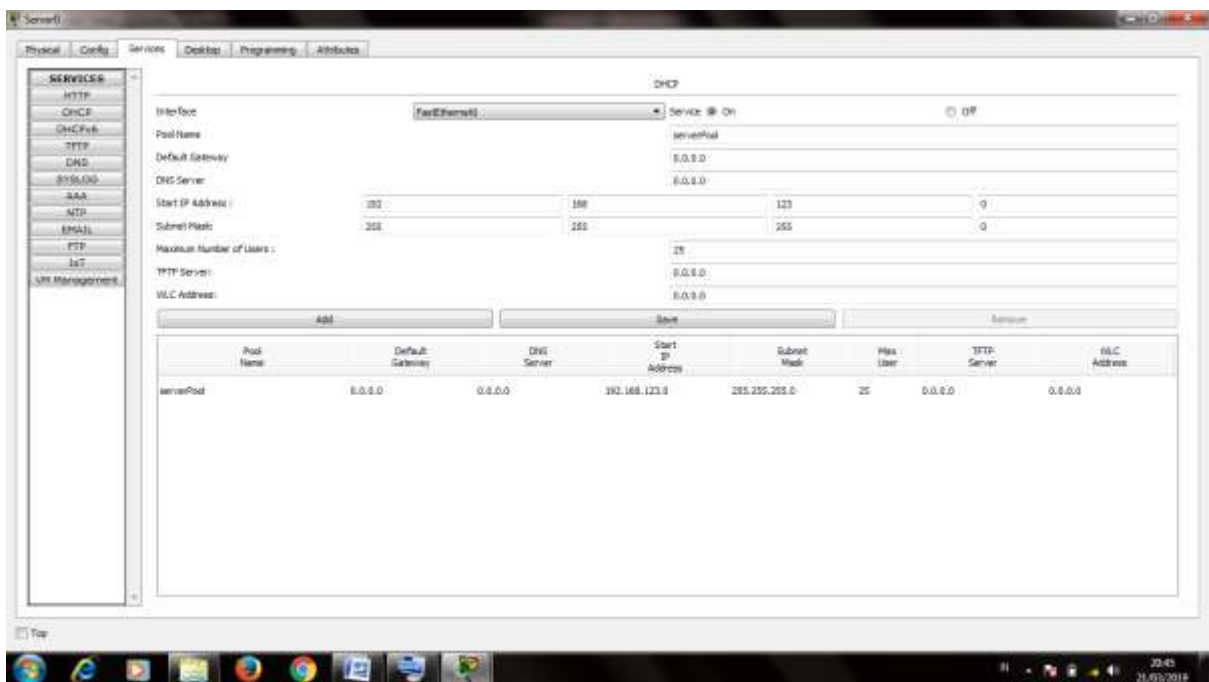 Server0
Physical Config Services Desktop Programming Attributes
SERVICES
HTTP
DHCP
DHCPv6
TFTP
DNS
SYSLOG
AAA
NTP
EMAIL
FTP
IoT
VM Management
DHCP
Interface FastEthernet0 Service On Off
Pool Name serverPool
Default Gateway 0.0.0.0
DNS Server 0.0.0.0
Start IP Address : 192 168 123 0
Subnet Mask: 255 255 255 0
Maximum Number of Users : 25
TFTP Server: 0.0.0.0
WLC Address: 0.0.0.0
Add Save Remove
Pool Name Default Gateway DNS Server Start IP Address Subnet Mask Max User TFTP Server WLC Address
serverPool 0.0.0.0 0.0.0.0 192.168.123.0 255.255.255.0 25 0.0.0.0 0.0.0.0
Top
IN 20:45
21/03/2019